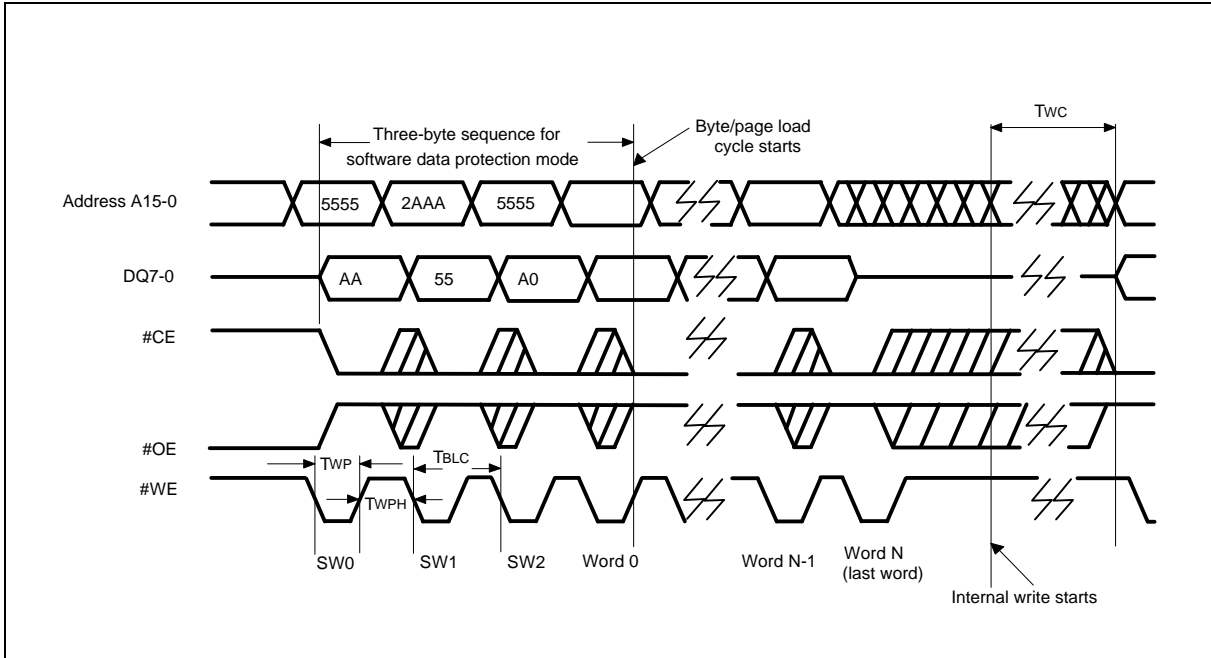 TWC
Three-byte sequence for
software data protection mode
Byte/page load
cycle starts
Address A15-0
5555
2AAA
5555
DQ7-0
AA
55
A0
#CE
#OE
TWP
TBLC
#WE
TWPH
SW0
SW1
SW2
Word 0
Word N-1
Word N
(last word)
Internal write starts